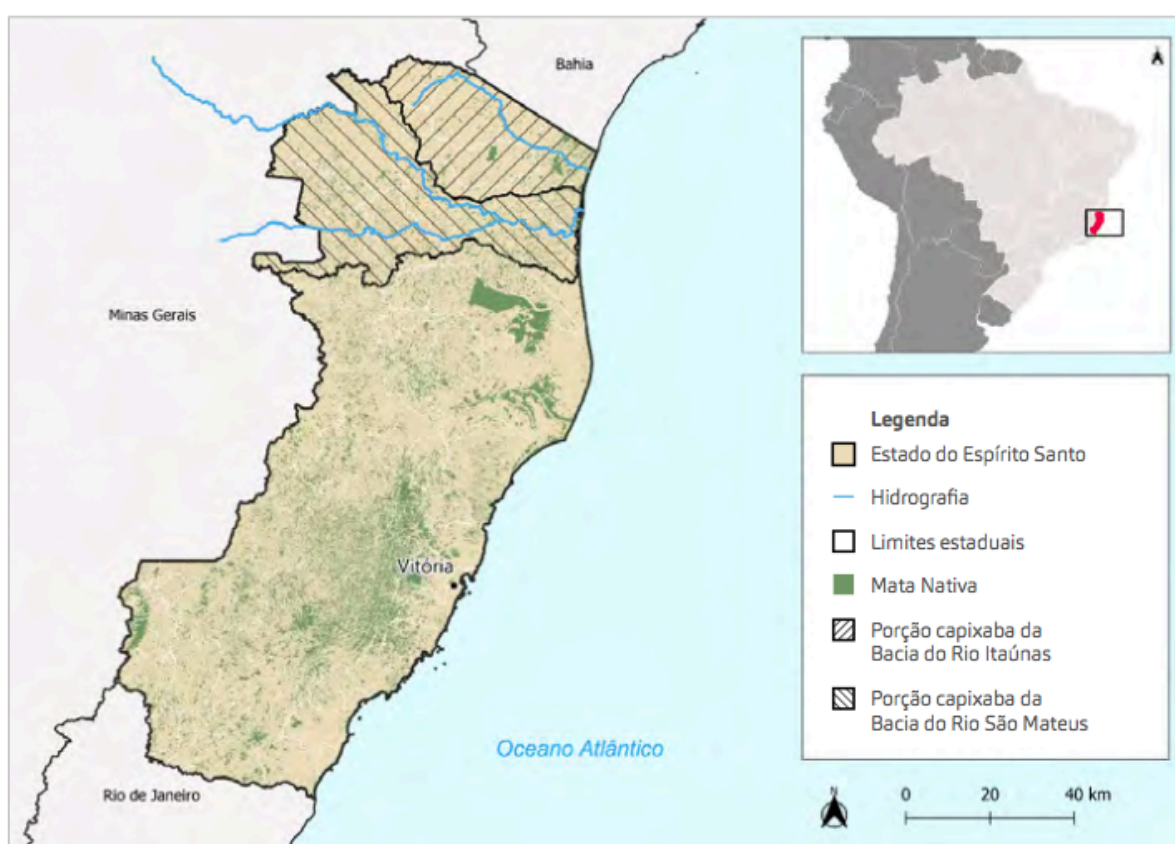 Bahia
Minas Gerais
Vitória
Oceano Atlântico
Rio de Janeiro
Legenda
Estado do Espírito Santo
Hidrografia
Limites estaduais
Mata Nativa
Porção capixaba da
Bacia do Rio Itaúnas
Porção capixaba da
Bacia do Rio São Mateus
N
0 20 40 km